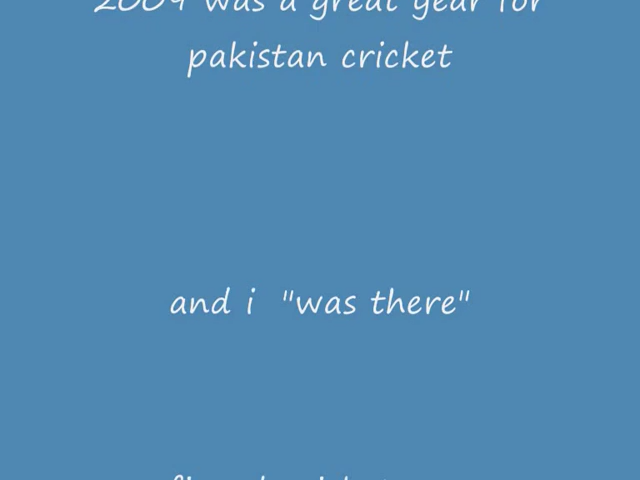 2009 was a great year for
pakistan cricket
and i "was there"